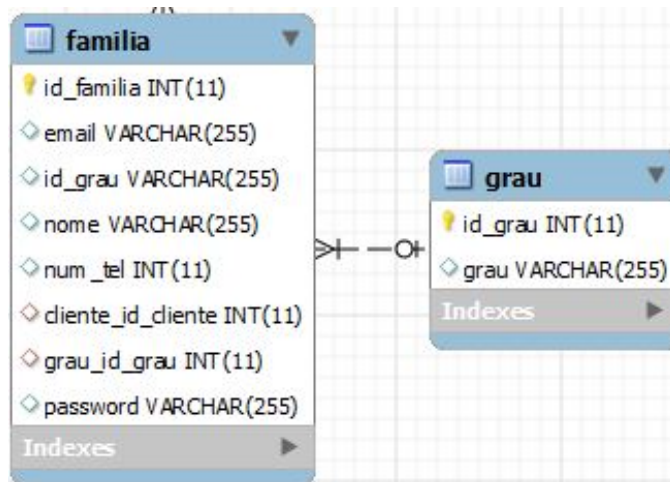 familia
id_familia INT(11)
email VARCHAR(255)
id_grau VARCHAR(255)
nome VARCHAR(255)
num_tel INT(11)
cliente_id_cliente INT(11)
grau_id_grau INT(11)
password VARCHAR(255)
Indexes
grau
id_grau INT(11)
grau VARCHAR(255)
Indexes